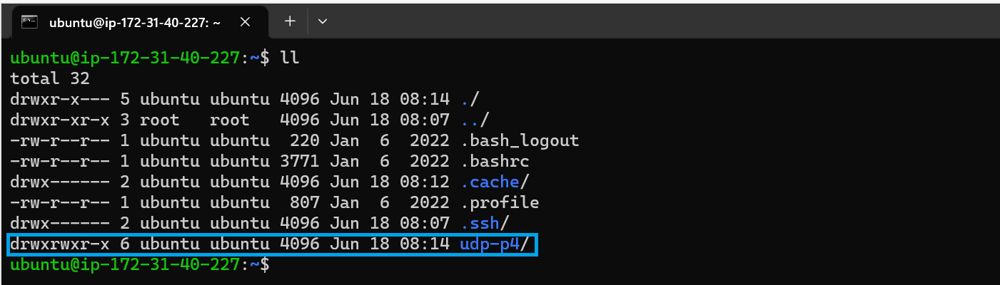 ubuntu@ip-172-31-40-227: ~
ubuntu@ip-172-31-40-227:~$ ll
total 32
drwxr-x--- 5 ubuntu ubuntu 4096 Jun 18 08:14 ./
drwxr-xr-x 3 root   root   4096 Jun 18 08:07 ../
-rw-r--r-- 1 ubuntu ubuntu  220 Jan  6  2022 .bash_logout
-rw-r--r-- 1 ubuntu ubuntu 3771 Jan  6  2022 .bashrc
drwx------ 2 ubuntu ubuntu 4096 Jun 18 08:12 .cache/
-rw-r--r-- 1 ubuntu ubuntu  807 Jan  6  2022 .profile
drwx------ 2 ubuntu ubuntu 4096 Jun 18 08:07 .ssh/
drwxrwxr-x 6 ubuntu ubuntu 4096 Jun 18 08:14 udp-p4/
ubuntu@ip-172-31-40-227:~$